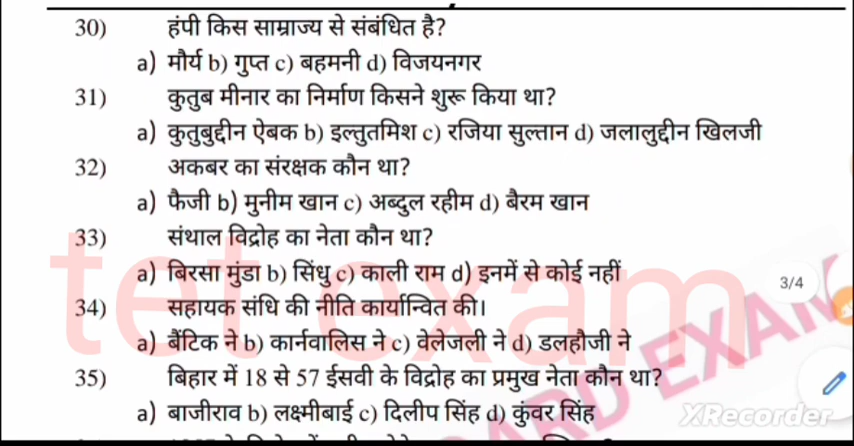 30) हंपी किस साम्राज्य से संबंधित है?
a) मौर्य b) गुप्त c) बहमनी d) विजयनगर
31) कुतुब मीनार का निर्माण किसने शुरू किया था?
a) कुतुबुद्दीन ऐबक b) इल्तुतमिश c) रजिया सुल्तान d) जलालुद्दीन खिलजी
32) अकबर का संरक्षक कौन था?
a) फैजी b) मुनीम खान c) अब्दुल रहीम d) बैरम खान
33) संथाल विद्रोह का नेता कौन था?
a) बिरसा मुंडा b) सिंधु c) काली राम d) इनमें से कोई नहीं
3/4
34) सहायक संधि की नीति कार्यान्वित की।
a) बैंटिक ने b) कार्नवालिस ने c) वेलेजली ने d) डलहौजी ने
35) बिहार में 18 से 57 ईसवी के विद्रोह का प्रमुख नेता कौन था?
a) बाजीराव b) लक्ष्मीबाई c) दिलीप सिंह d) कुंवर सिंह
tet exam
XRecorder